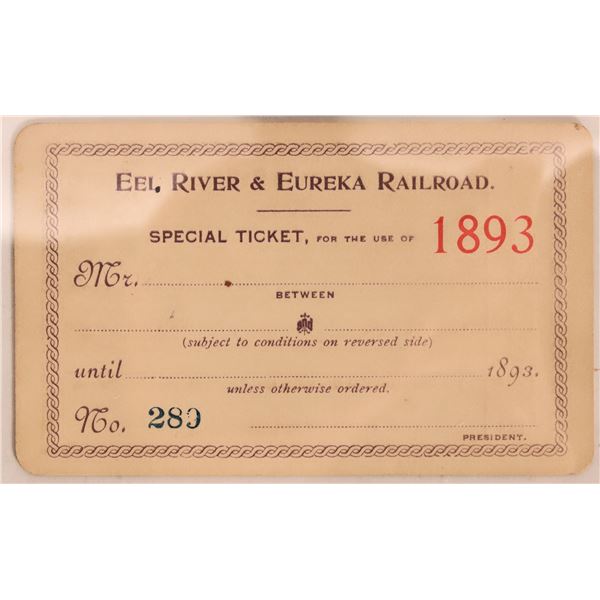 EEL RIVER & EUREKA RAILROAD.
SPECIAL TICKET, FOR THE USE OF 1893
Mr.
BETWEEN
and
(subject to conditions on reversed side)
until 1893.
unless otherwise ordered.
No. 289
PRESIDENT.